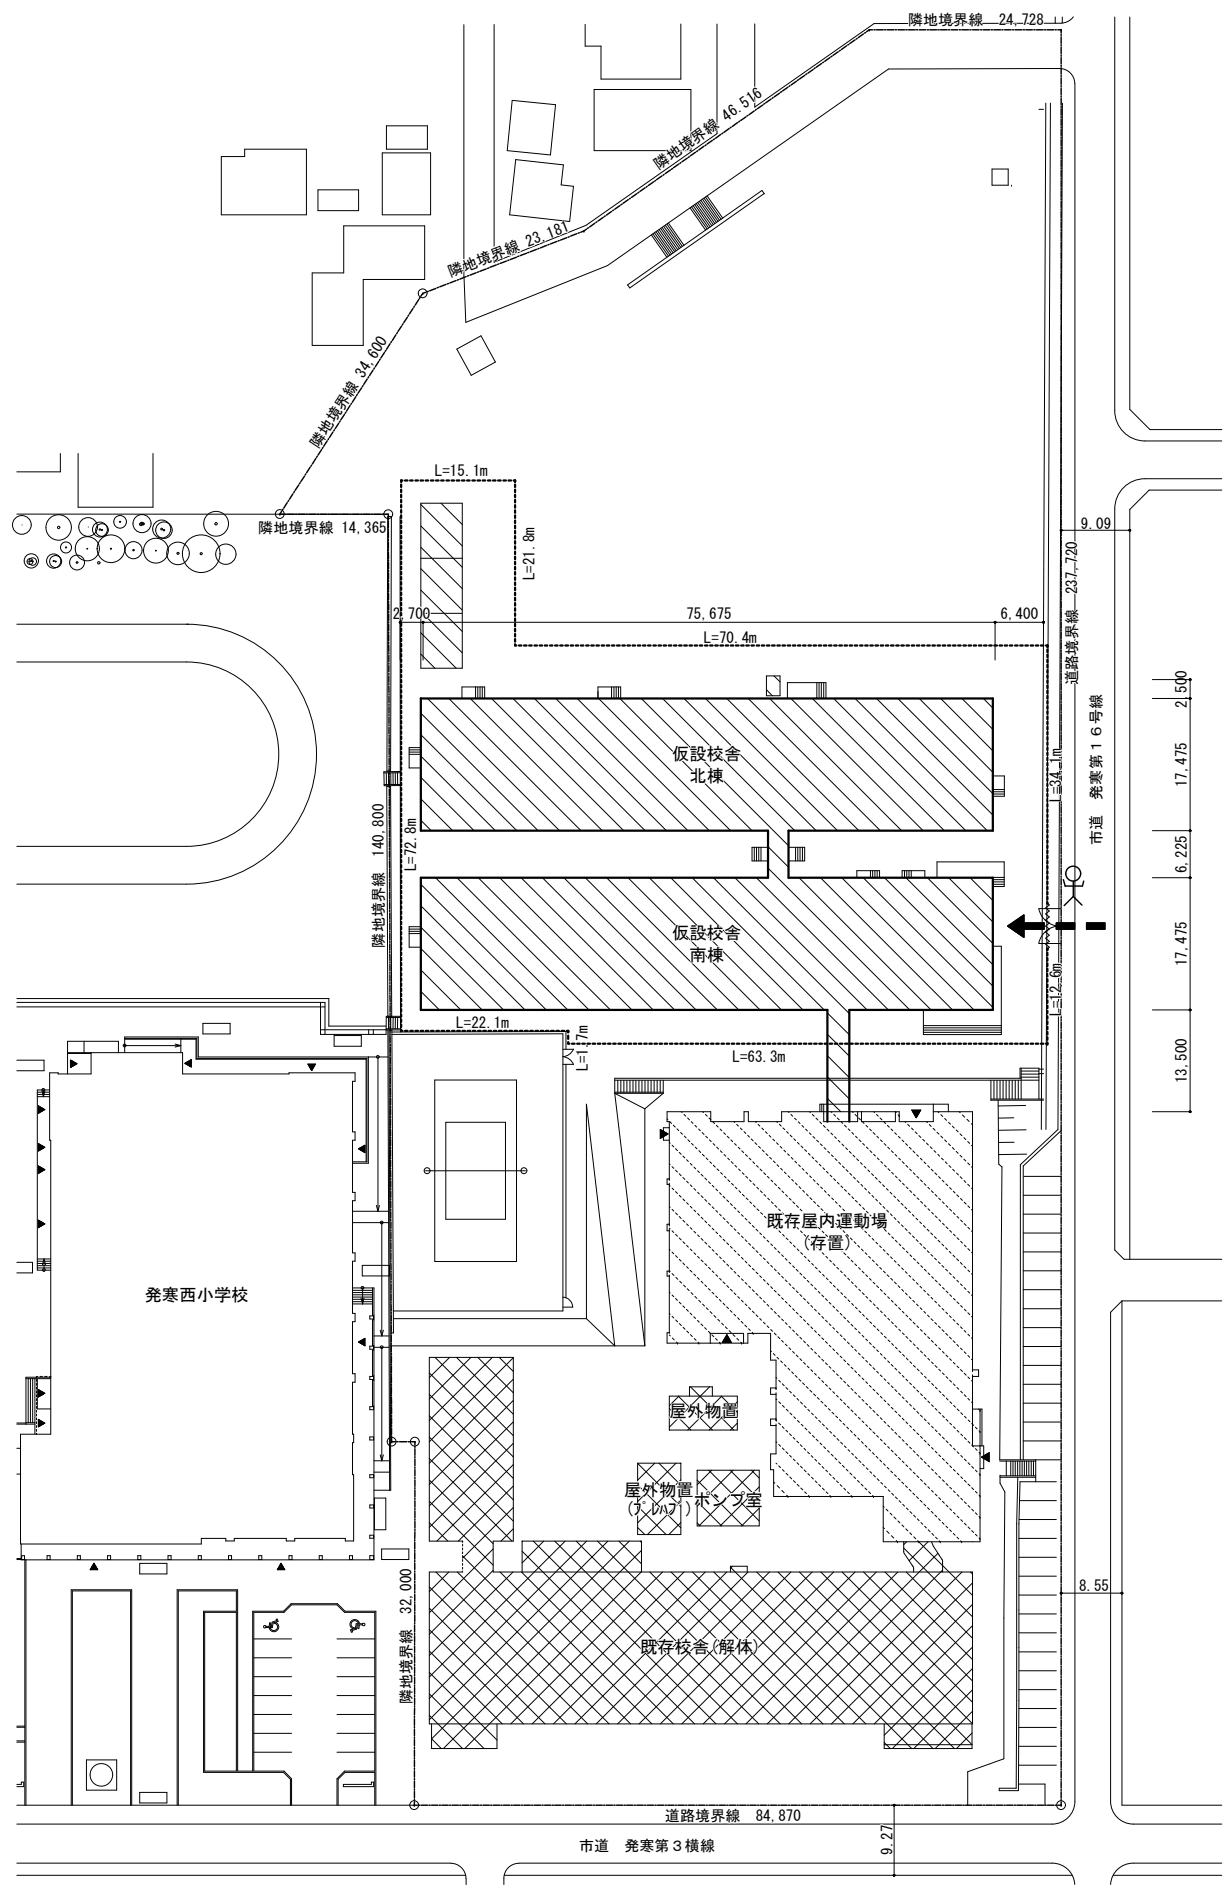 隣地境界線 24,728
隣地境界線 46.516
隣地境界線 23,181
隣地境界線 34,600
L=15.1m
隣地境界線 14,365
L=21.8m
9.09
道路境界線 237,720
2,700
75,675
6,400
L=70.4m
市道 発寒第16号線
2,500
17,475
6,225
17,475
13,500
仮設校舎
北棟
L=34.1m
隣地境界線 140,800
L=72.8m
仮設校舎
南棟
L=12.6m
L=22.1m
L=1.7m
L=63.3m
既存屋内運動場
(存置)
発寒西小学校
屋外物置
屋外物置
(プレハブ)
ポンプ室
8.55
隣地境界線 32,000
既存校舎(解体)
道路境界線 84,870
市道 発寒第3横線
9.27